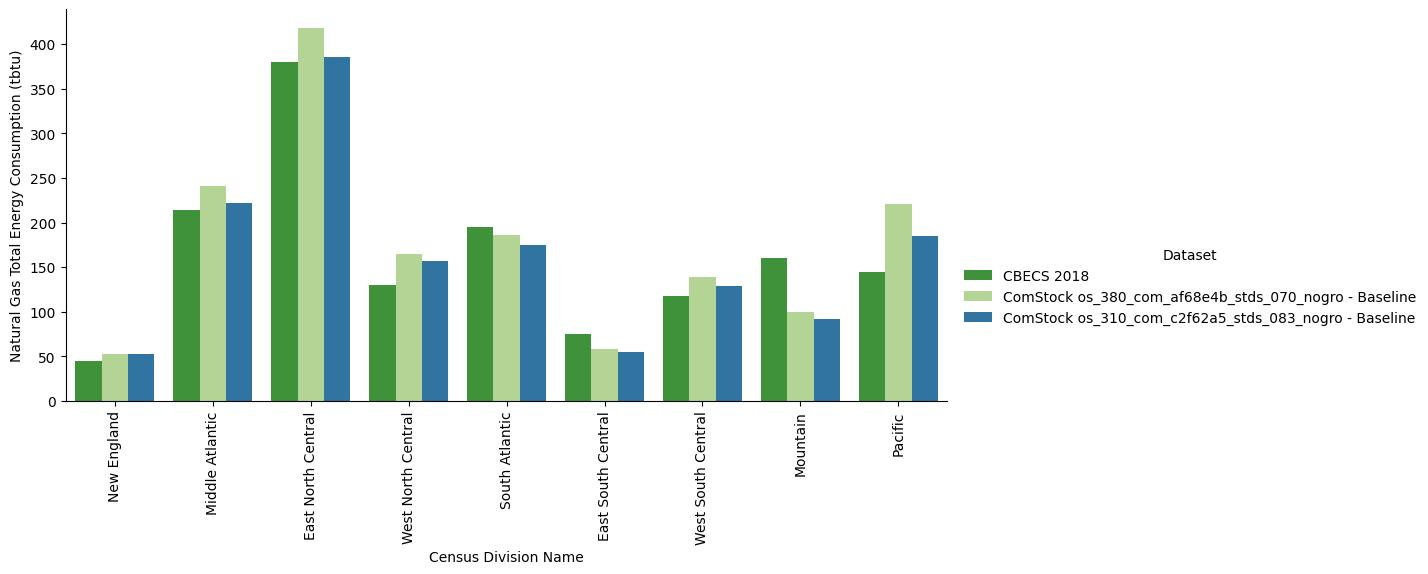 Natural Gas Total Energy Consumption (tbtu)
400
350
300
250
200
150
100
50
0
New England
Middle Atlantic
East North Central
West North Central
South Atlantic
East South Central
West South Central
Mountain
Pacific
Census Division Name
Dataset
CBECS 2018
ComStock os_380_com_af68e4b_stds_070_nogro - Baseline
ComStock os_310_com_c2f62a5_stds_083_nogro - Baseline